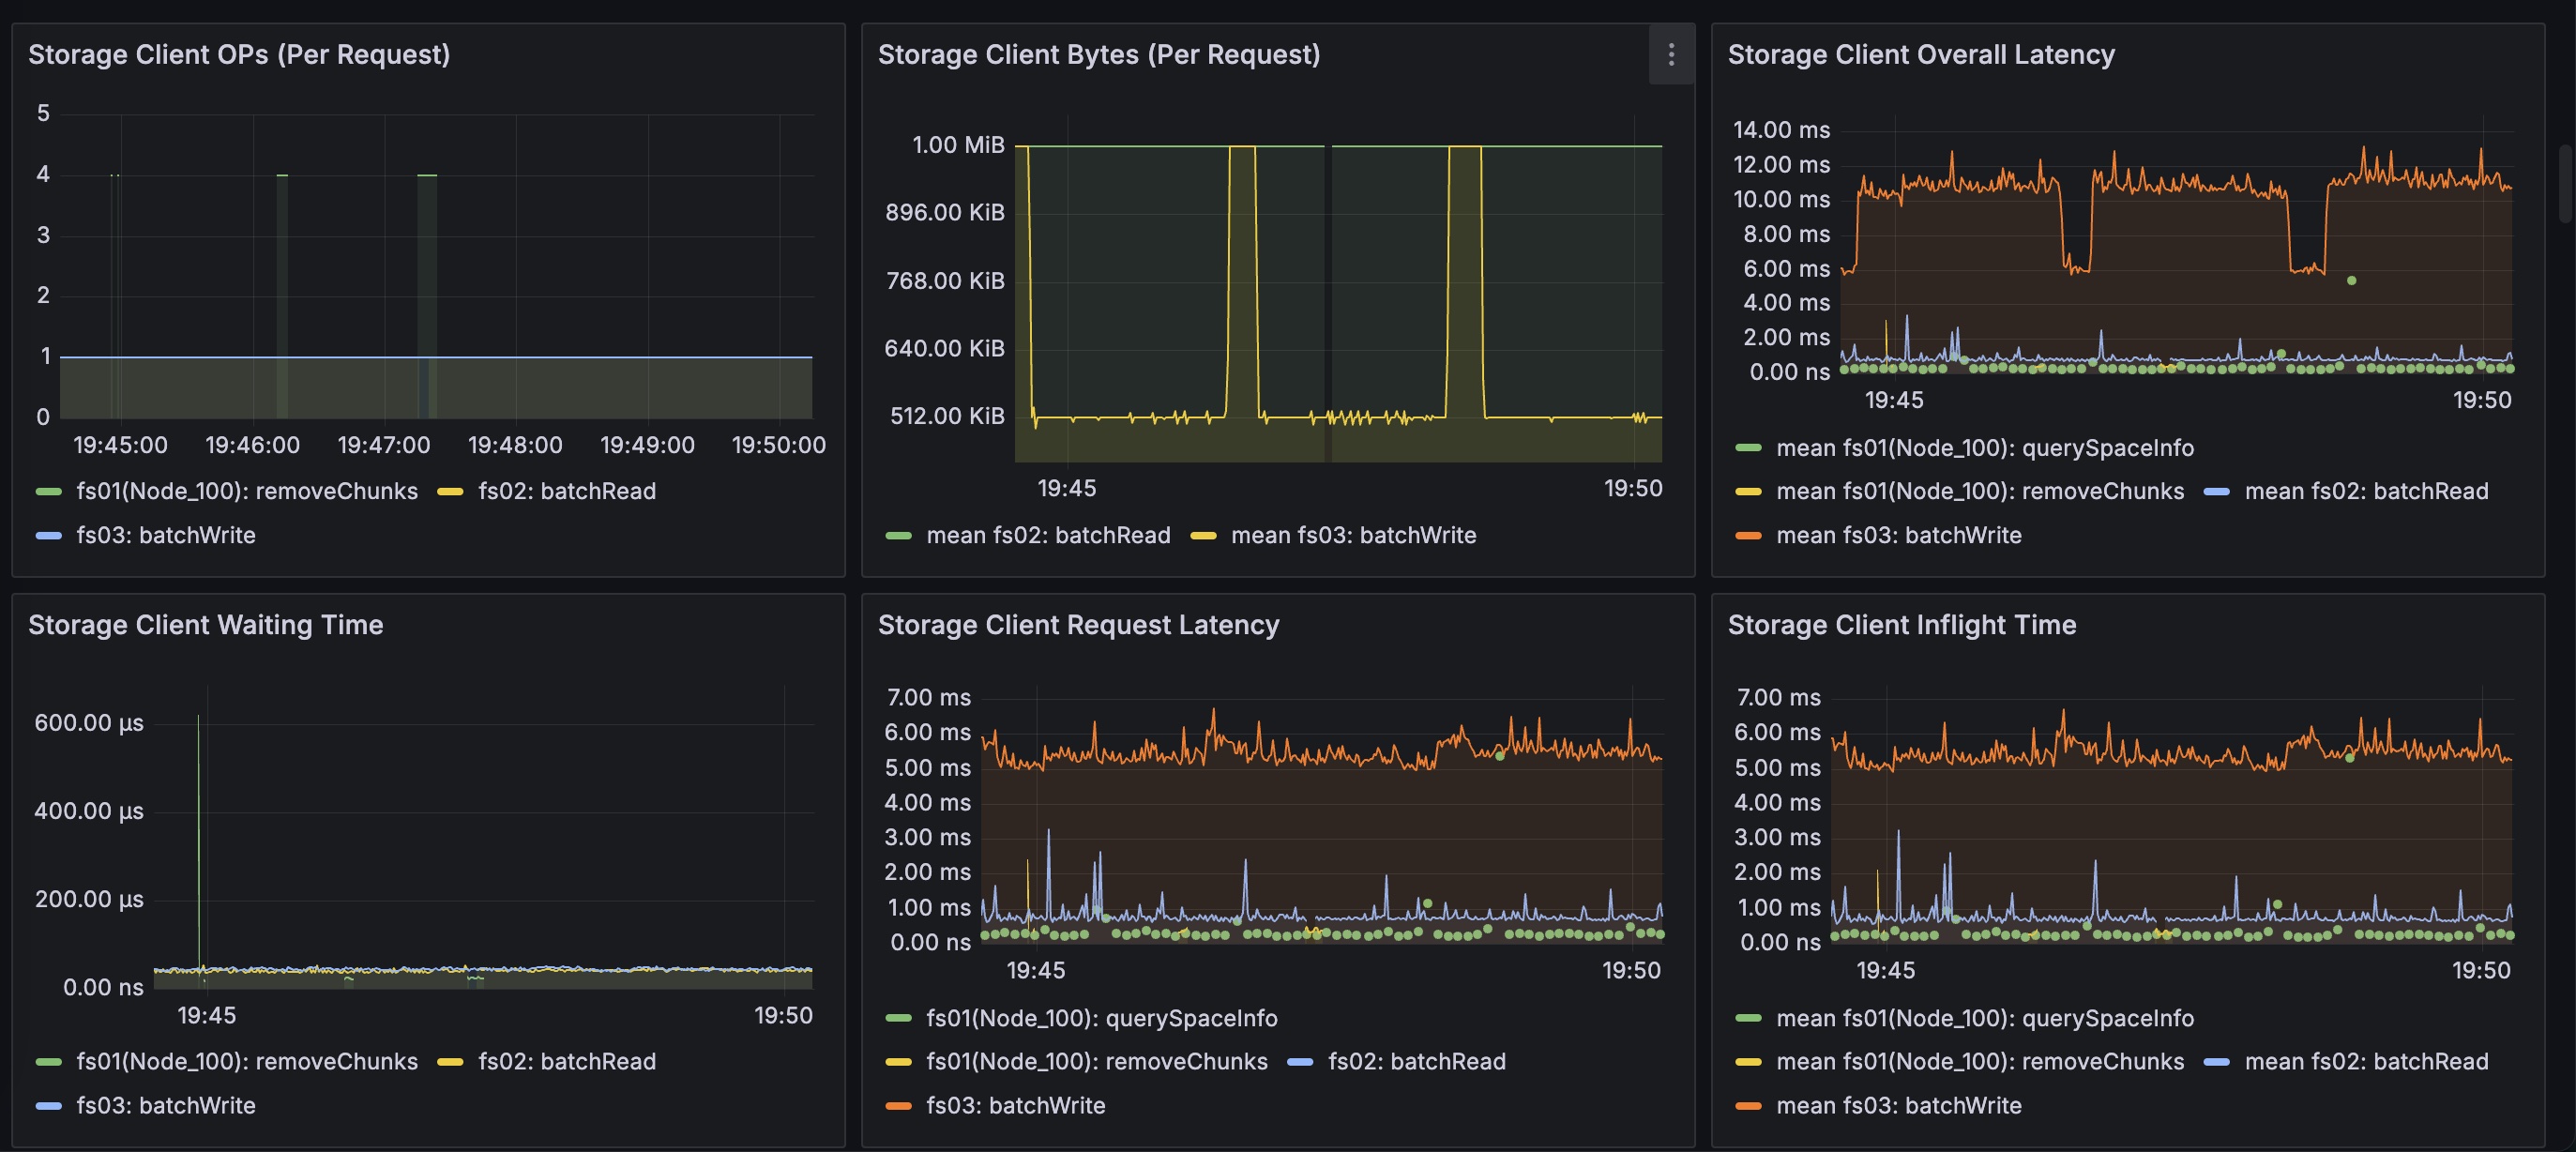 Storage Client OPs (Per Request)
5
4
3
2
1
0
19:45:00 19:46:00 19:47:00 19:48:00 19:49:00 19:50:00
fs01(Node_100): removeChunks fs02: batchRead
fs03: batchWrite
Storage Client Bytes (Per Request)
1.00 MiB
896.00 KiB
768.00 KiB
640.00 KiB
512.00 KiB
19:45 19:50
mean fs02: batchRead mean fs03: batchWrite
Storage Client Overall Latency
14.00 ms
12.00 ms
10.00 ms
8.00 ms
6.00 ms
4.00 ms
2.00 ms
0.00 ns
19:45 19:50
mean fs01(Node_100): querySpaceInfo
mean fs01(Node_100): removeChunks mean fs02: batchRead
mean fs03: batchWrite
Storage Client Waiting Time
600.00 µs
400.00 µs
200.00 µs
0.00 ns
19:45 19:50
fs01(Node_100): removeChunks fs02: batchRead
fs03: batchWrite
Storage Client Request Latency
7.00 ms
6.00 ms
5.00 ms
4.00 ms
3.00 ms
2.00 ms
1.00 ms
0.00 ns
19:45 19:50
fs01(Node_100): querySpaceInfo
fs01(Node_100): removeChunks fs02: batchRead
fs03: batchWrite
Storage Client Inflight Time
7.00 ms
6.00 ms
5.00 ms
4.00 ms
3.00 ms
2.00 ms
1.00 ms
0.00 ns
19:45 19:50
mean fs01(Node_100): querySpaceInfo
mean fs01(Node_100): removeChunks mean fs02: batchRead
mean fs03: batchWrite